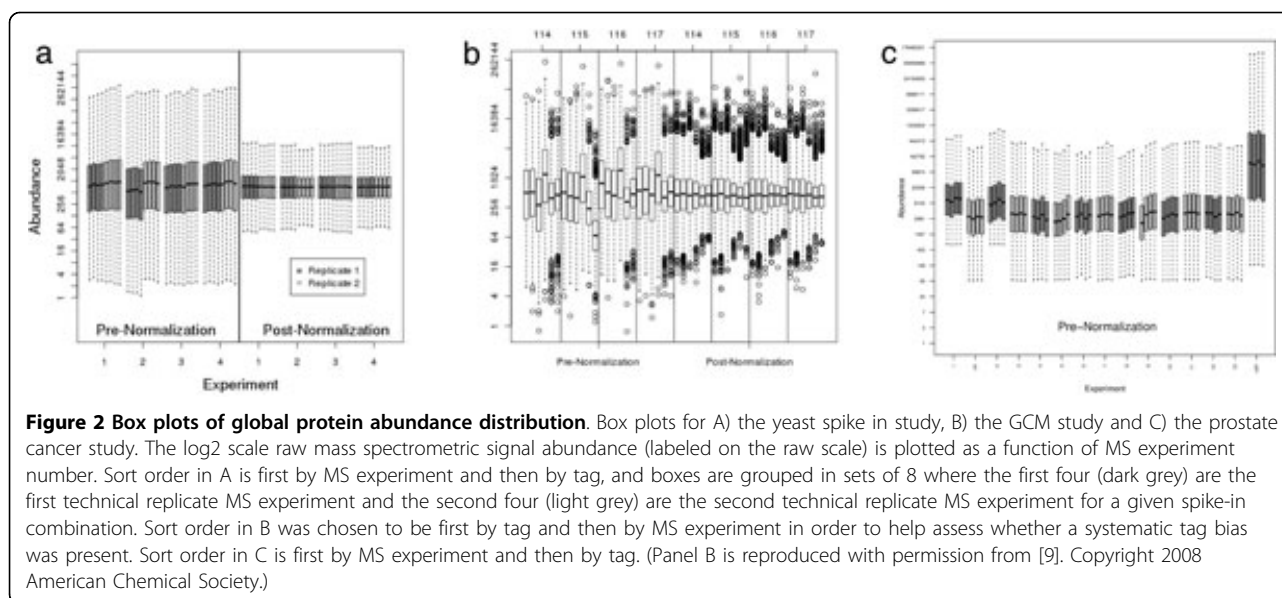 a
Abundance
262144
16384
2048
256
64
16
4
1
Replicate 1
Replicate 2
Pre-Normalization
Post-Normalization
1 2 3 4 1 2 3 4
Experiment
b
114 115 116 117 114 115 116 117
262144
16384
1024
256
64
16
4
1
Pre-Normalization
Post-Normalization
c
Abundance
Pre-Normalization
Experiment
Figure 2 Box plots of global protein abundance distribution. Box plots for A) the yeast spike in study, B) the GCM study and C) the prostate
cancer study. The log2 scale raw mass spectrometric signal abundance (labeled on the raw scale) is plotted as a function of MS experiment
number. Sort order in A is first by MS experiment and then by tag, and boxes are grouped in sets of 8 where the first four (dark grey) are the
first technical replicate MS experiment and the second four (light grey) are the second technical replicate MS experiment for a given spike-in
combination. Sort order in B was chosen to be first by tag and then by MS experiment in order to help assess whether a systematic tag bias
was present. Sort order in C is first by MS experiment and then by tag. (Panel B is reproduced with permission from [9]. Copyright 2008
American Chemical Society.)